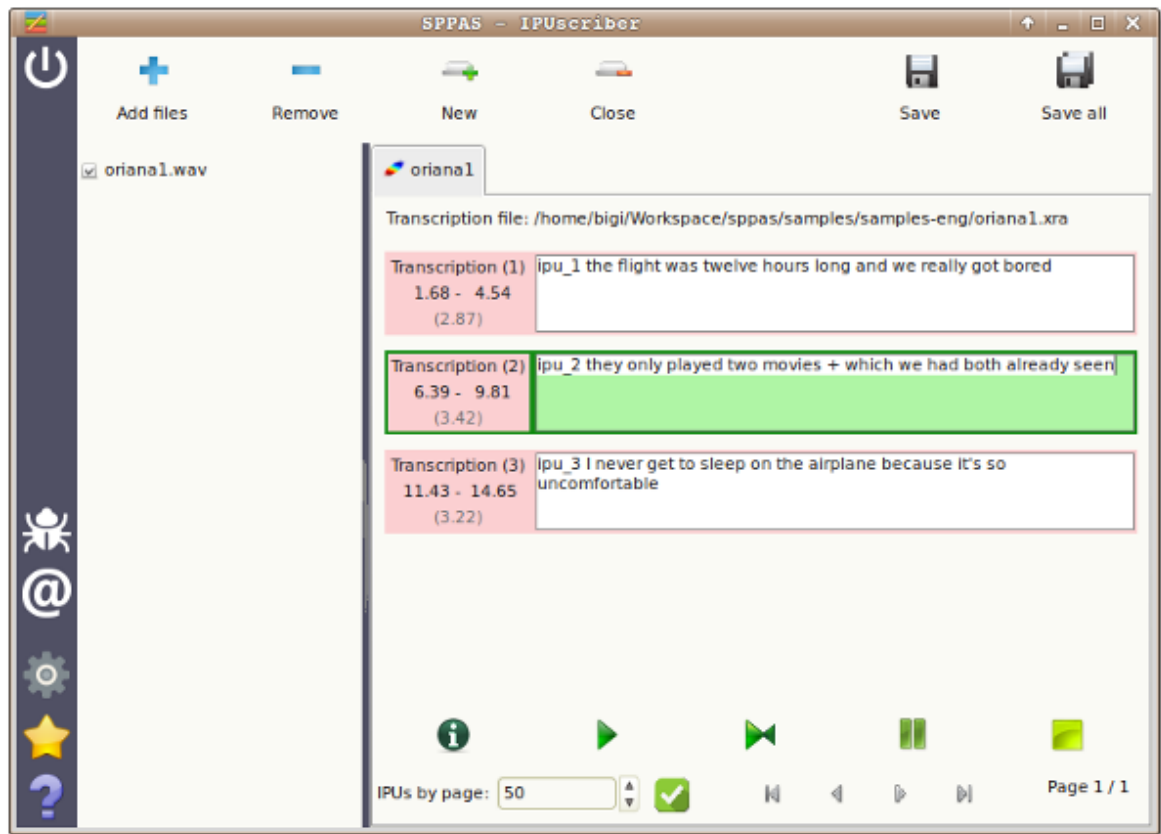 SPPAS - IPUscriber
Add files
Remove
New
Close
Save
Save all
oriana1.wav
oriana1
Transcription file: /home/bigi/Workspace/sppas/samples/samples-eng/oriana1.xra
Transcription (1)
1.68 - 4.54
(2.87)
ipu_1 the flight was twelve hours long and we really got bored
Transcription (2)
6.39 - 9.81
(3.42)
ipu_2 they only played two movies + which we had both already seen
Transcription (3)
11.43 - 14.65
(3.22)
ipu_3 I never get to sleep on the airplane because it's so
uncomfortable
IPUs by page: 50
Page 1 / 1